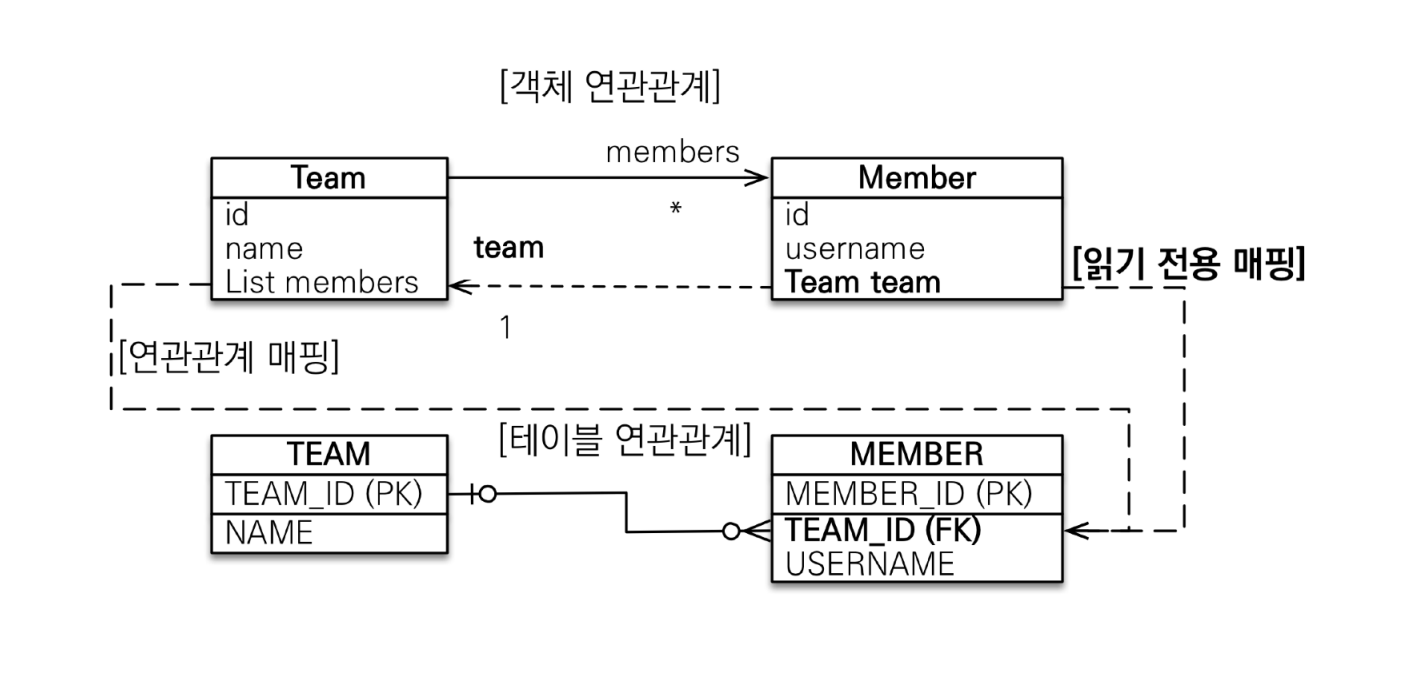 [객체 연관관계]
members
Team
id
name
List members
*
team
1
Member
id
username
Team team
[읽기 전용 매핑]
[연관관계 매핑]
[테이블 연관관계]
TEAM
TEAM_ID (PK)
NAME
MEMBER
MEMBER_ID (PK)
TEAM_ID (FK)
USERNAME